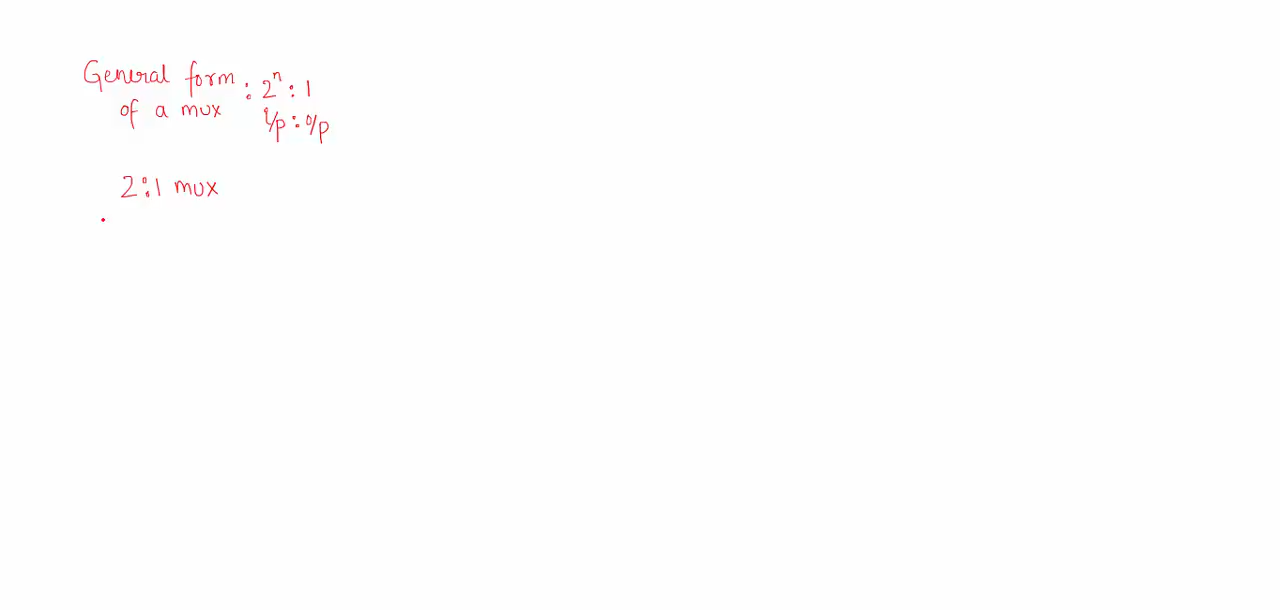 General form : 2ⁿ : 1
of a mux i/p : o/p
2:1 mux